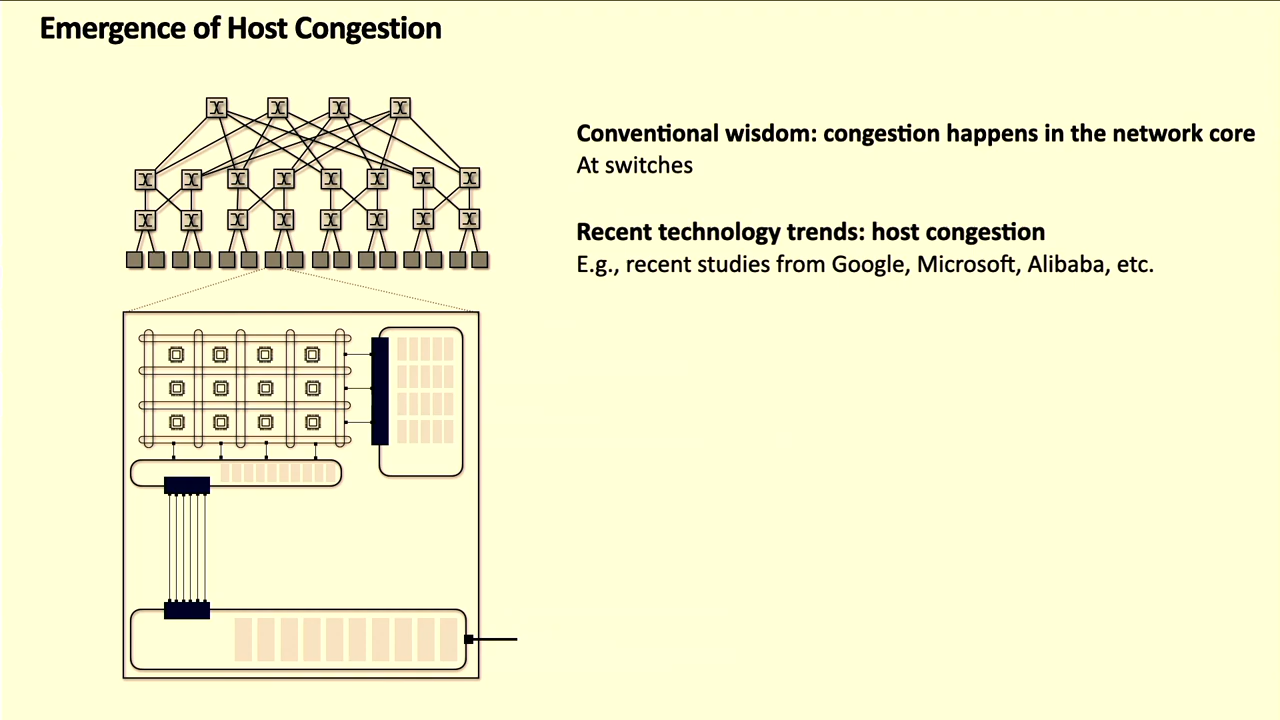 Emergence of Host Congestion
Conventional wisdom: congestion happens in the network core
At switches
Recent technology trends: host congestion
E.g., recent studies from Google, Microsoft, Alibaba, etc.